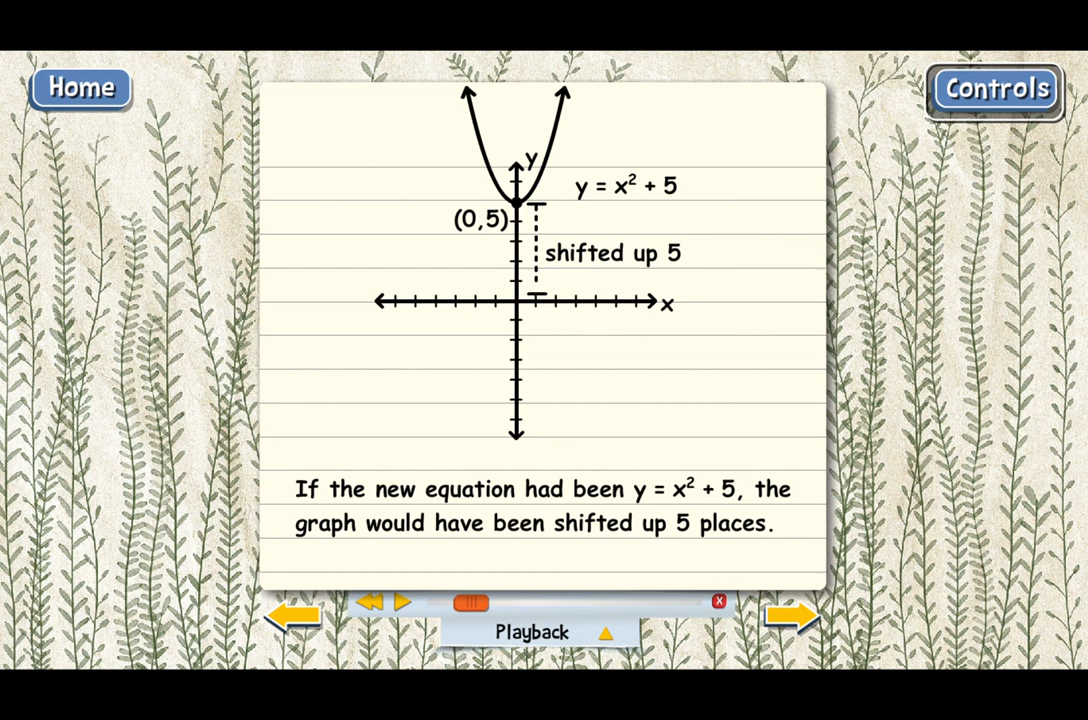 Home
Controls
y
y = x² + 5
(0,5)
shifted up 5
x
If the new equation had been y = x² + 5, the
graph would have been shifted up 5 places.
Playback